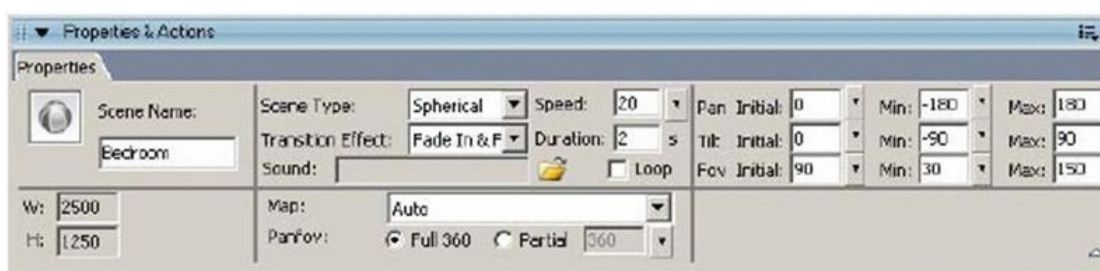 Properties & Actions
Properties
Scene Name:
Bedroom
Scene Type: Spherical Speed: 20
Transition Effect: Fade In & F Duration: 2 s
Sound: Loop
Pan Initial: 0 Min: -180 Max: 180
Tilt Initial: 0 Min: -90 Max: 90
Fov Initial: 90 Min: 30 Max: 150
W: 2500
H: 1250
Map: Auto
PanFov: Full 360 Partial 360